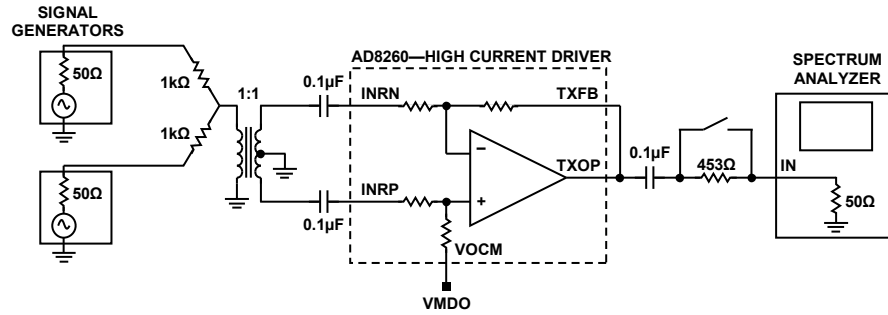 SIGNAL
GENERATORS
50Ω
1kΩ
1:1
0.1µF
AD8260—HIGH CURRENT DRIVER
INRN
TXFB
SPECTRUM
ANALYZER
1kΩ
–
TXOP
0.1µF
453Ω
IN
50Ω
INRP
+
50Ω
0.1µF
VOCM
VMDO